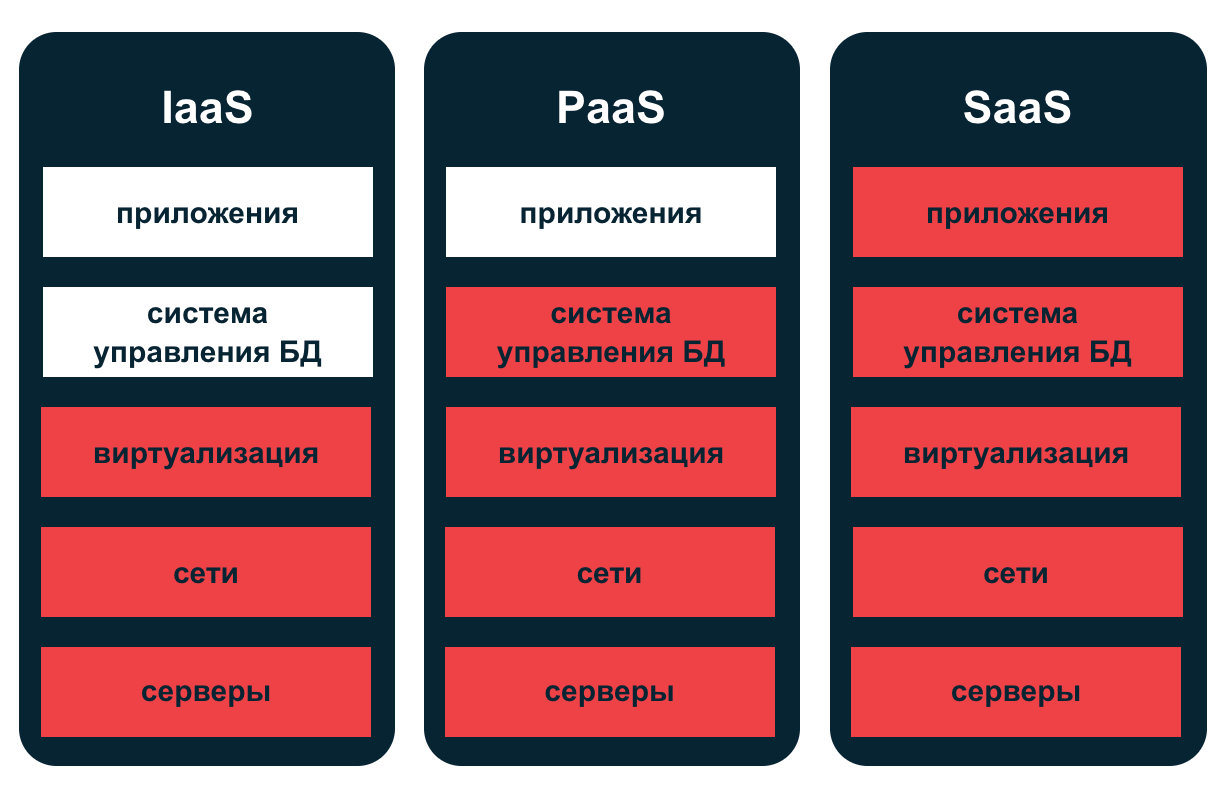 IaaS
приложения
система
управления БД
виртуализация
сети
серверы
PaaS
приложения
система
управления БД
виртуализация
сети
серверы
SaaS
приложения
система
управления БД
виртуализация
сети
серверы